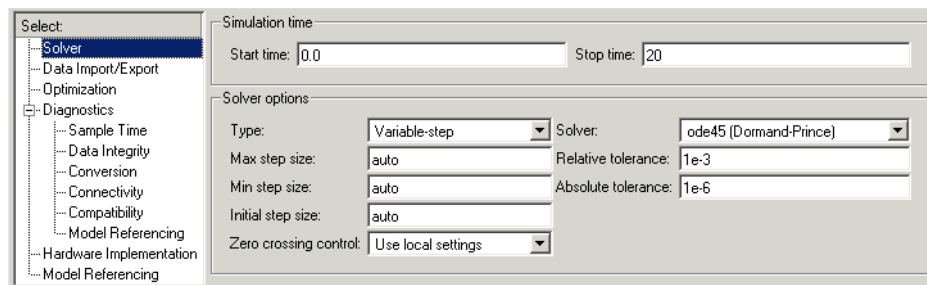 Select:
Solver
Data Import/Export
Optimization
Diagnostics
Sample Time
Data Integrity
Conversion
Connectivity
Compatibility
Model Referencing
Hardware Implementation
Model Referencing
Simulation time
Start time: 0.0 Stop time: 20
Solver options
Type: Variable-step Solver: ode45 (Dormand-Prince)
Max step size: auto Relative tolerance: 1e-3
Min step size: auto Absolute tolerance: 1e-6
Initial step size: auto
Zero crossing control: Use local settings